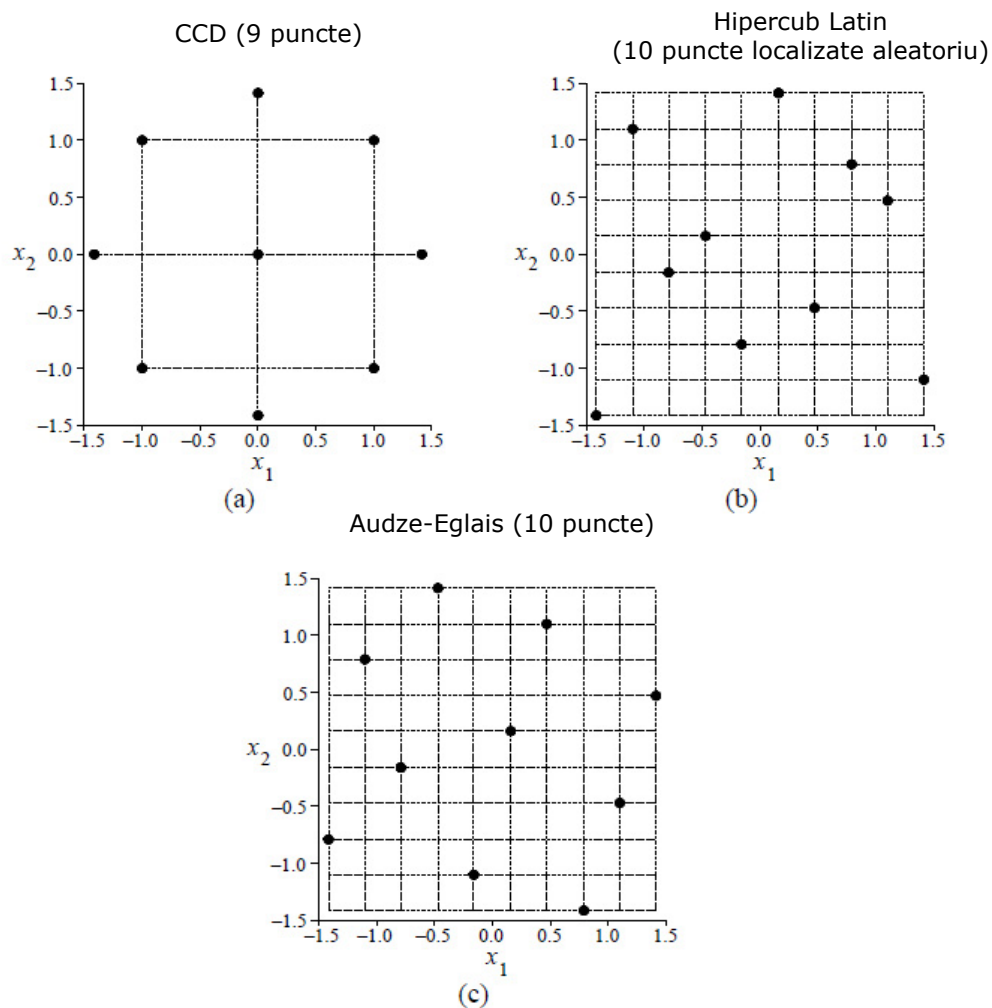 CCD (9 puncte)
1.5
1.0
0.5
x2 0.0
−0.5
−1.0
−1.5
−1.5 −1.0 −0.5 0.0 0.5 1.0 1.5
x1
(a)
Hipercub Latin
(10 puncte localizate aleatoriu)
1.5
1.0
0.5
x2 0.0
−0.5
−1.0
−1.5
−1.5 −1.0 −0.5 0.0 0.5 1.0 1.5
x1
(b)
Audze-Eglais (10 puncte)
1.5
1.0
0.5
x2 0.0
−0.5
−1.0
−1.5
−1.5 −1.0 −0.5 0.0 0.5 1.0 1.5
x1
(c)